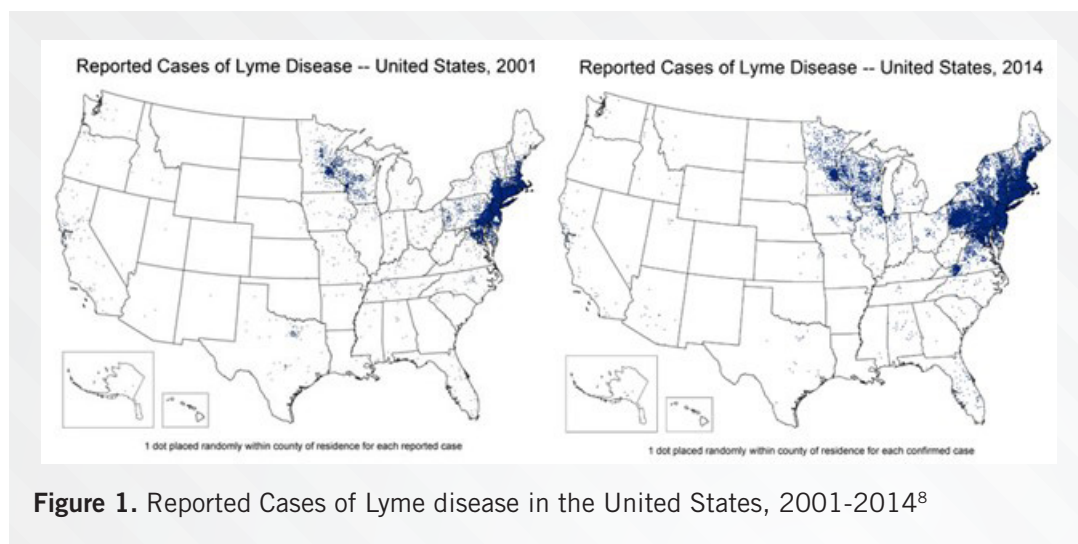 Reported Cases of Lyme Disease -- United States, 2001
Reported Cases of Lyme Disease -- United States, 2014
1 dot placed randomly within county of residence for each reported case
1 dot placed randomly within county of residence for each confirmed case
Figure 1. Reported Cases of Lyme disease in the United States, 2001-2014⁸